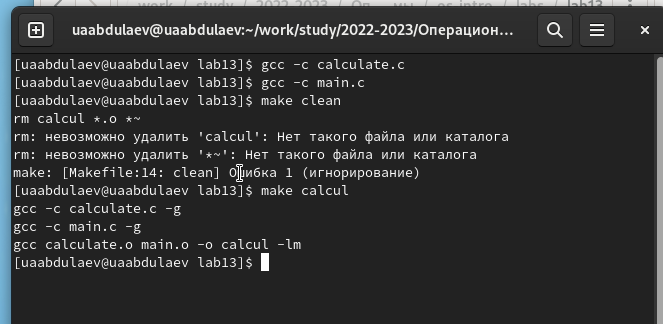 uaabdulaev@uaabdulaev:~/work/study/2022-2023/Операцион...
[uaabdulaev@uaabdulaev lab13]$ gcc -c calculate.c
[uaabdulaev@uaabdulaev lab13]$ gcc -c main.c
[uaabdulaev@uaabdulaev lab13]$ make clean
rm calcul *.o *~
rm: невозможно удалить 'calcul': Нет такого файла или каталога
rm: невозможно удалить '*~': Нет такого файла или каталога
make: [Makefile:14: clean] Ошибка 1 (игнорирование)
[uaabdulaev@uaabdulaev lab13]$ make calcul
gcc -c calculate.c -g
gcc -c main.c -g
gcc calculate.o main.o -o calcul -lm
[uaabdulaev@uaabdulaev lab13]$